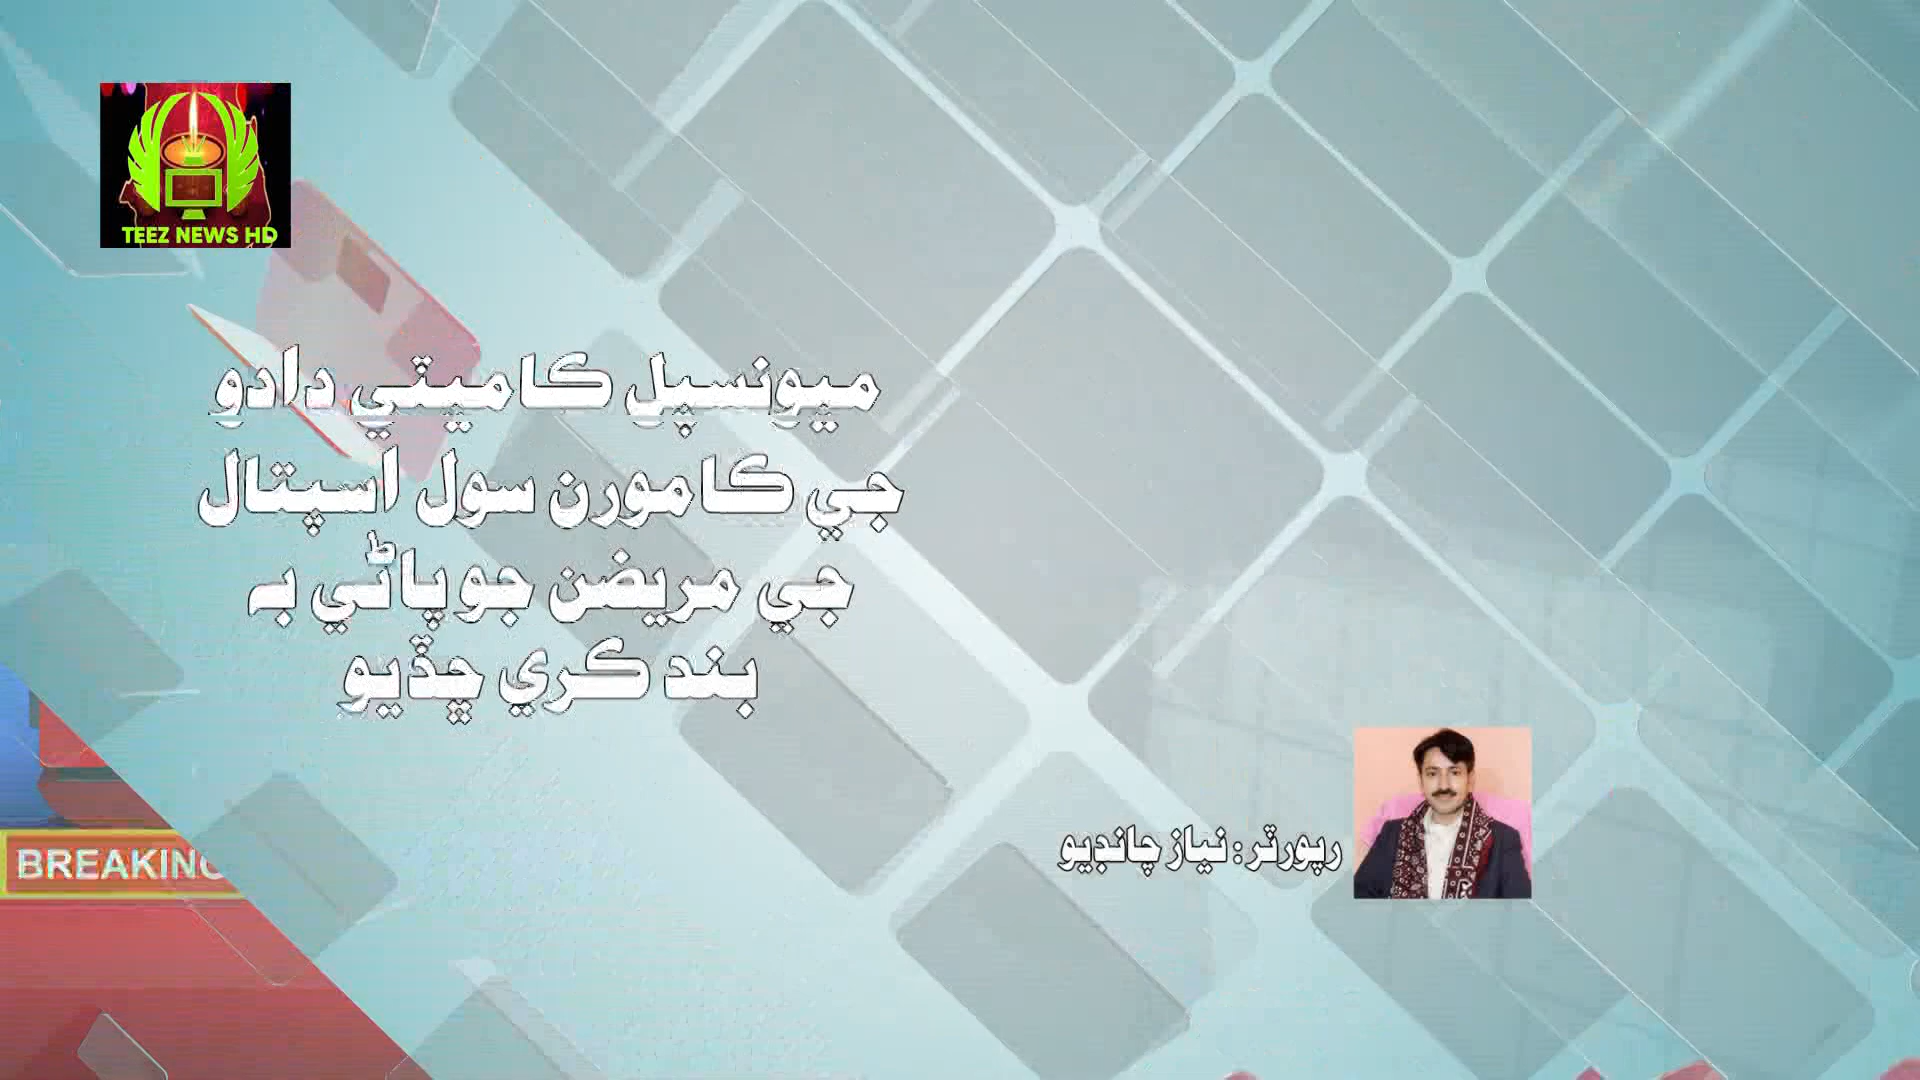 TEEZ NEWS HD
ميونسپل ڪاميٽي دادو
جي ڪامورن سول اسپتال
جي مريضن جو پاڻي به
بند ڪري ڇڏيو
رپورٽر: نياز چانڊيو
BREAKING